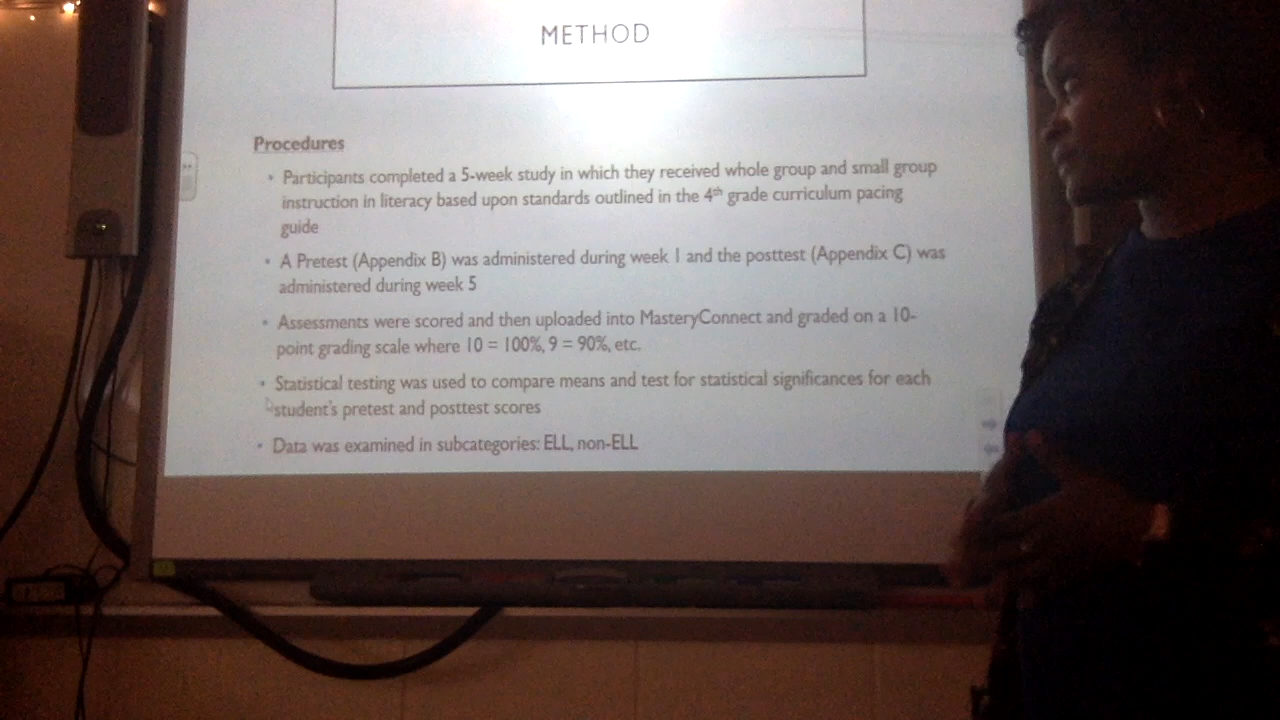 METHOD
Procedures
• Participants completed a 5-week study in which they received whole group and small group
instruction in literacy based upon standards outlined in the 4th grade curriculum pacing
guide
• A Pretest (Appendix B) was administered during week 1 and the posttest (Appendix C) was
administered during week 5
• Assessments were scored and then uploaded into MasteryConnect and graded on a 10-
point grading scale where 10 = 100%, 9 = 90%, etc.
• Statistical testing was used to compare means and test for statistical significances for each
student's pretest and posttest scores
• Data was examined in subcategories: ELL, non-ELL